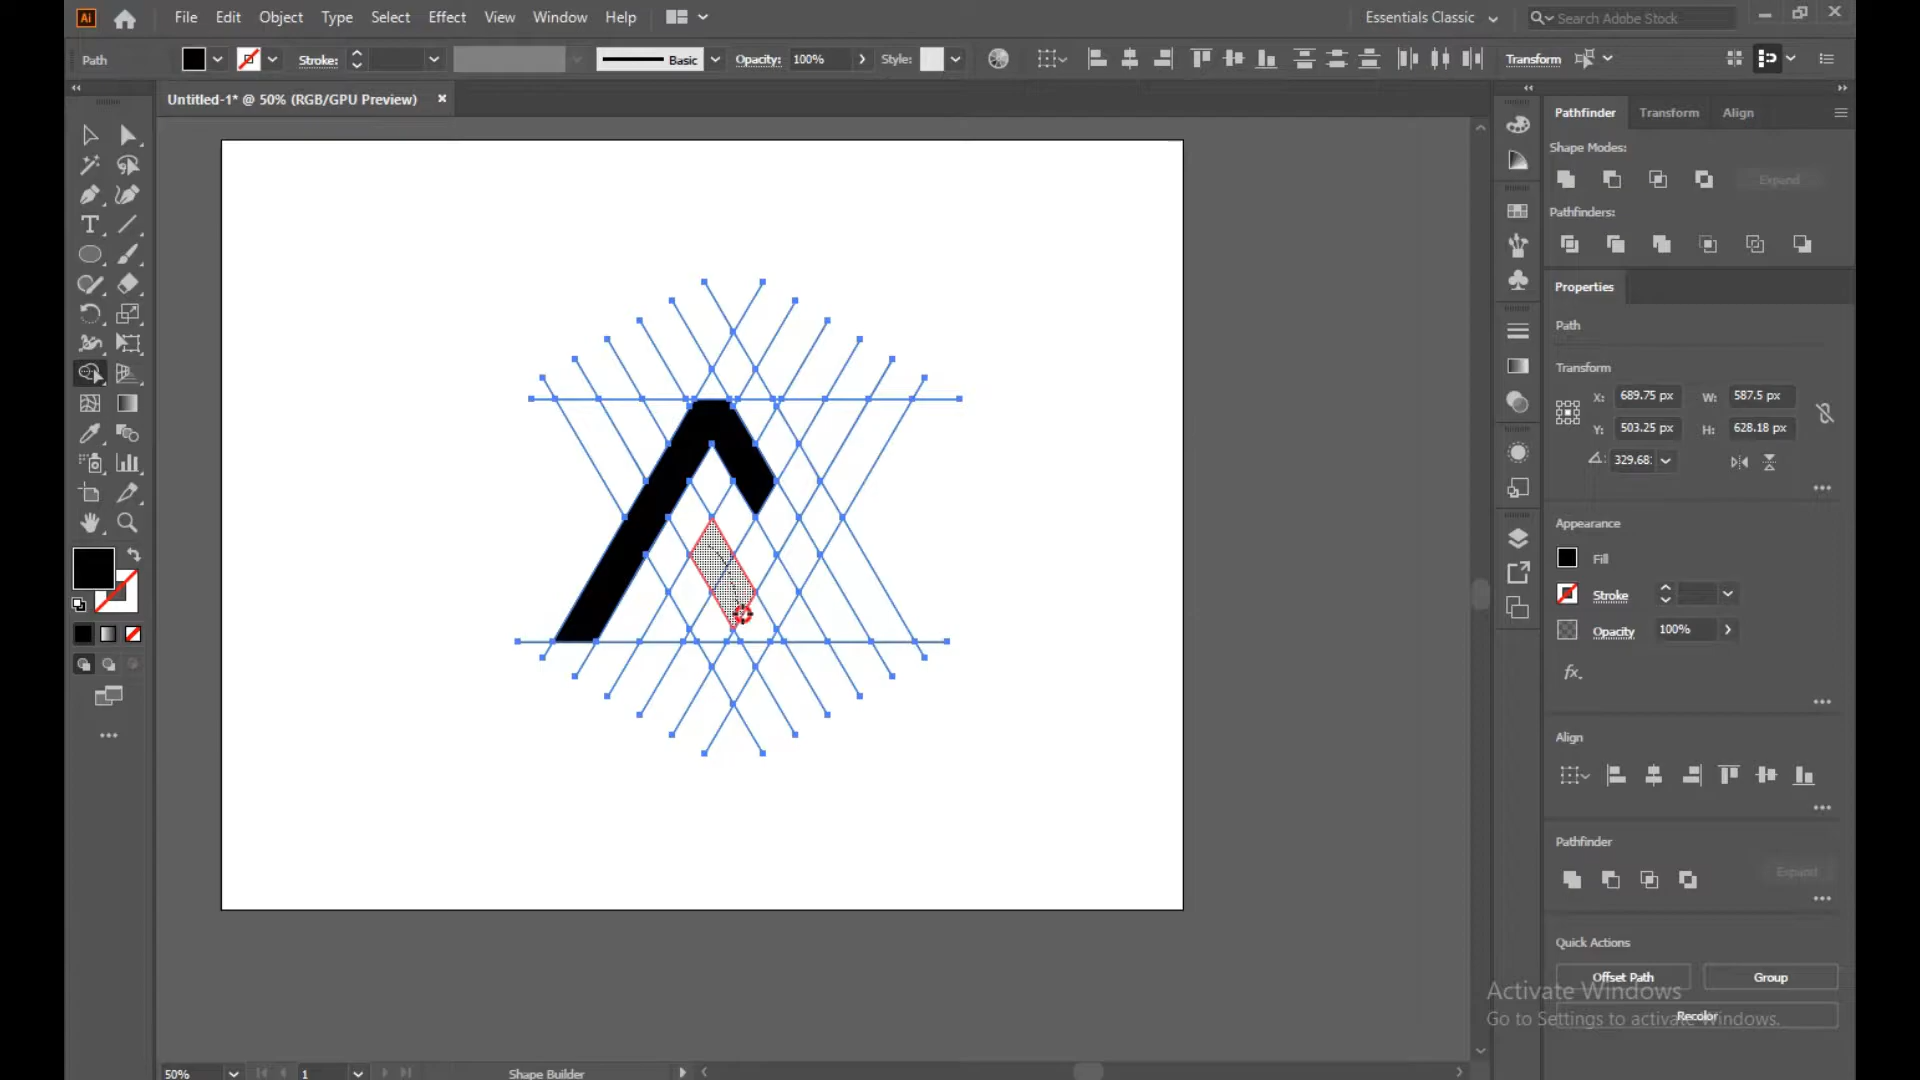 Ai File Edit Object Type Select Effect View Window Help Essentials Classic Search Adobe Stock
Path Stroke: Basic Opacity: 100% Style: Transform
Untitled-1* @ 50% (RGB/GPU Preview)
Pathfinder Transform Align
Shape Modes:
Expand
Pathfinders:
Properties
Path
Transform
X: 689.75 px W: 587.5 px
Y: 503.25 px H: 628.18 px
329.68:
Appearance
Fill
Stroke
Opacity 100%
fx.
Align
Pathfinder
Expand
Quick Actions
Offset Path Group
Recolor
Activate Windows
Go to Settings to activate Windows.
50% 1 Shape Builder